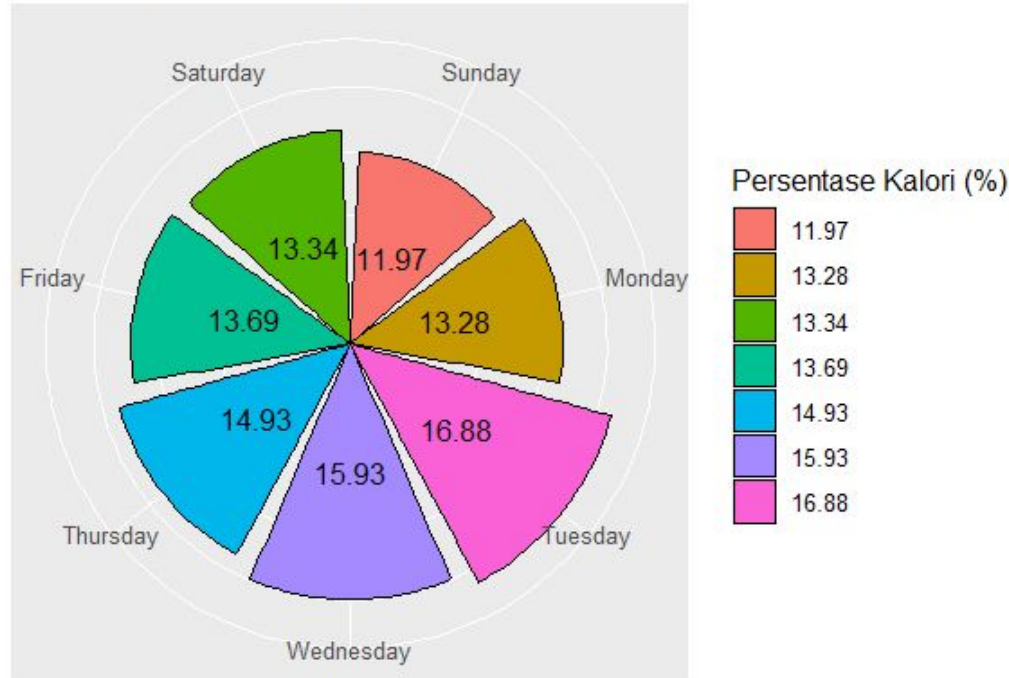 Saturday
Sunday
13.34
11.97
Friday
13.69
13.28
Monday
14.93
16.88
15.93
Thursday
Tuesday
Wednesday
Persentase Kalori (%)
11.97
13.28
13.34
13.69
14.93
15.93
16.88